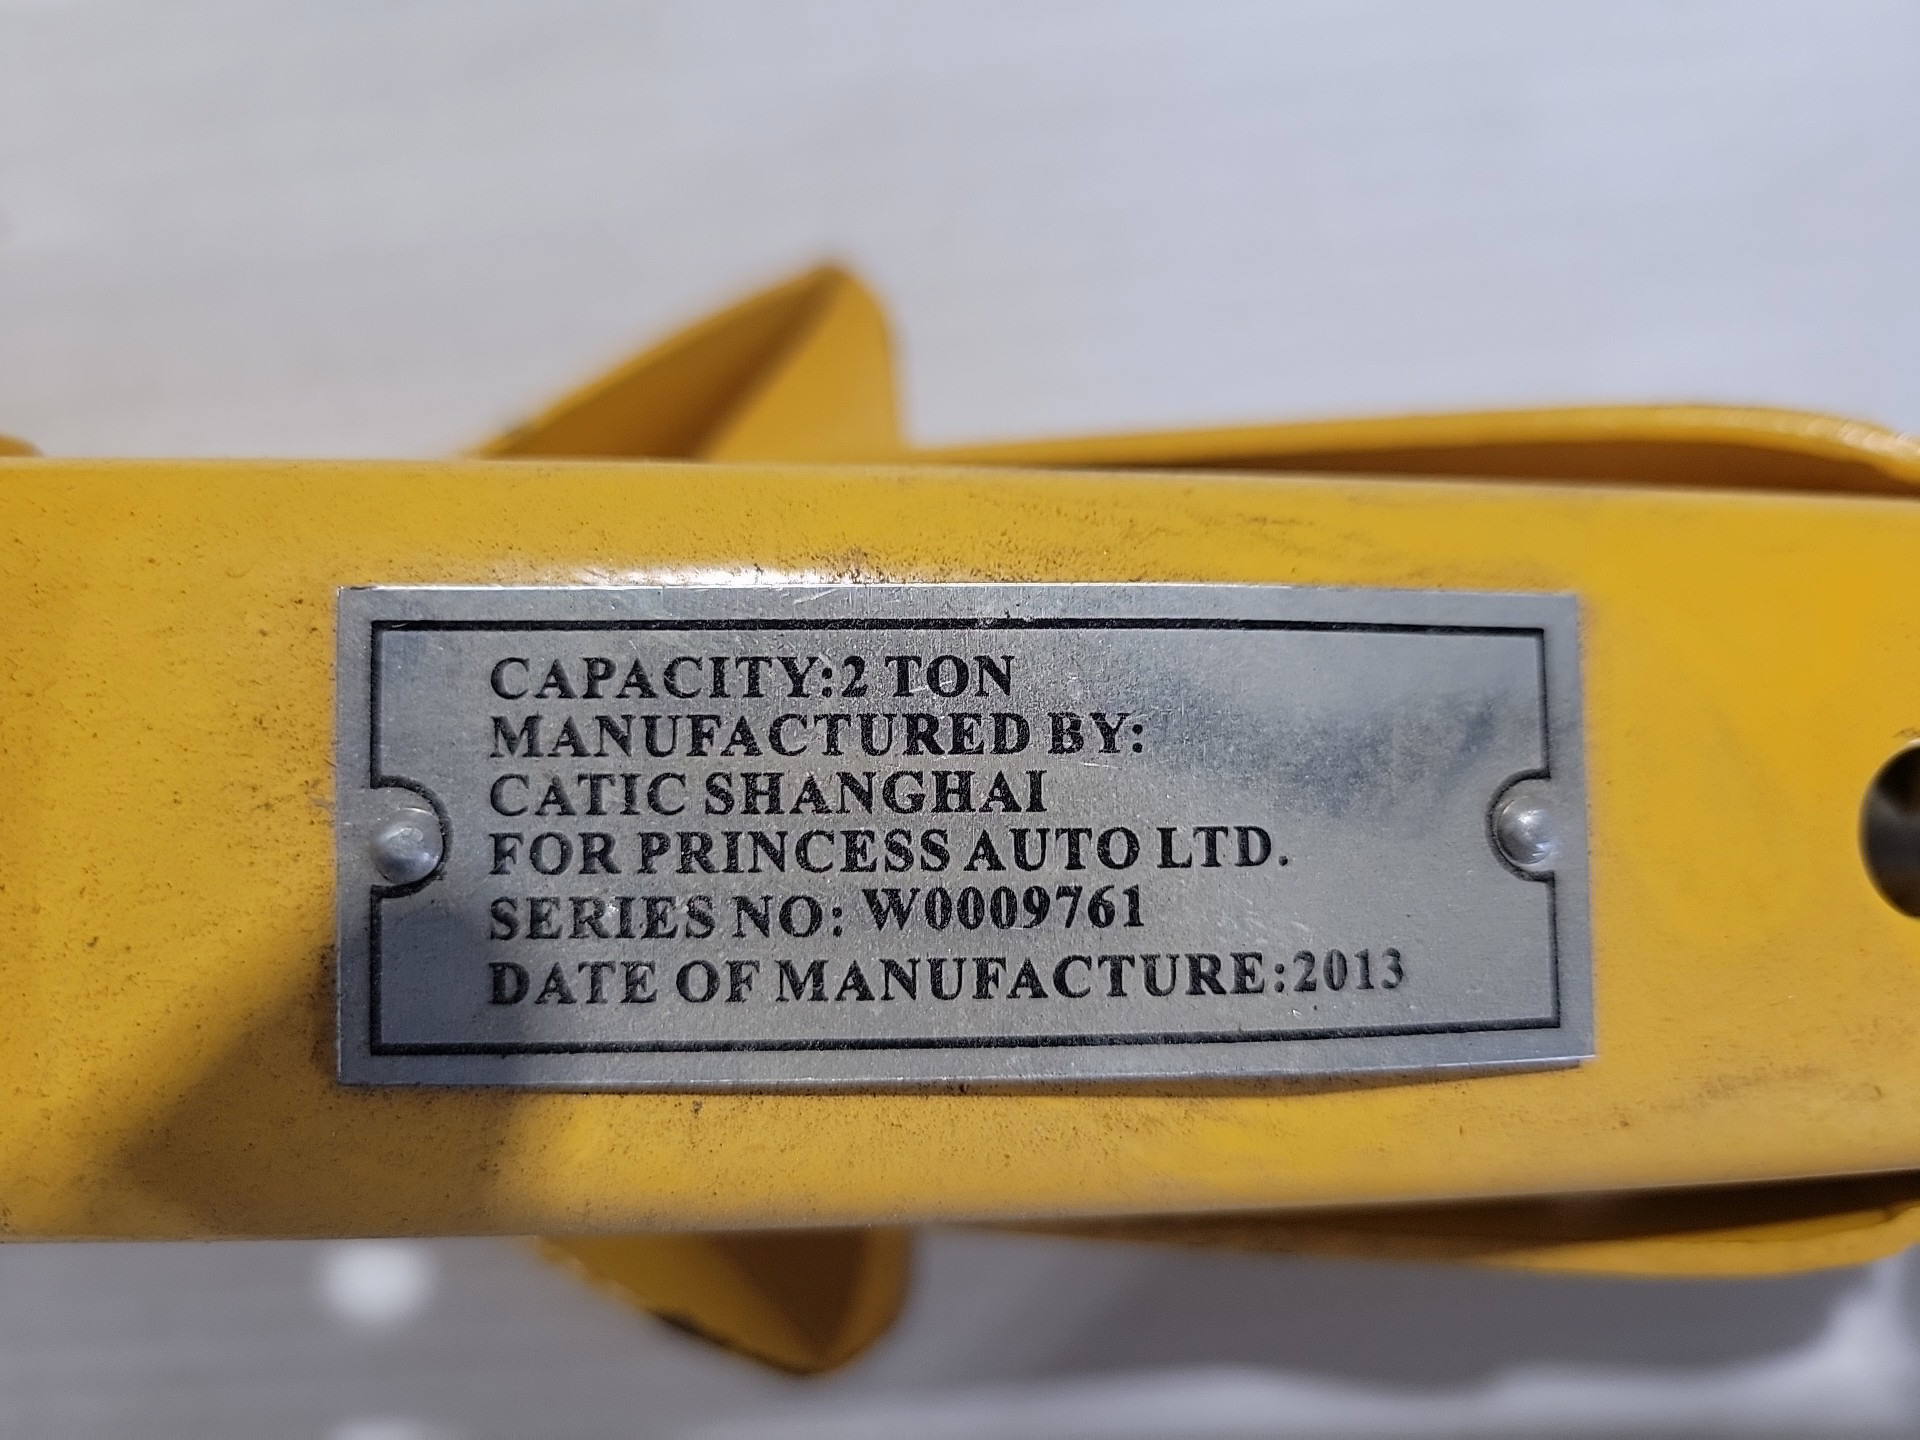 CAPACITY:2 TON
MANUFACTURED BY:
CATIC SHANGHAI
FOR PRINCESS AUTO LTD.
SERIES NO: W0009761
DATE OF MANUFACTURE:2013